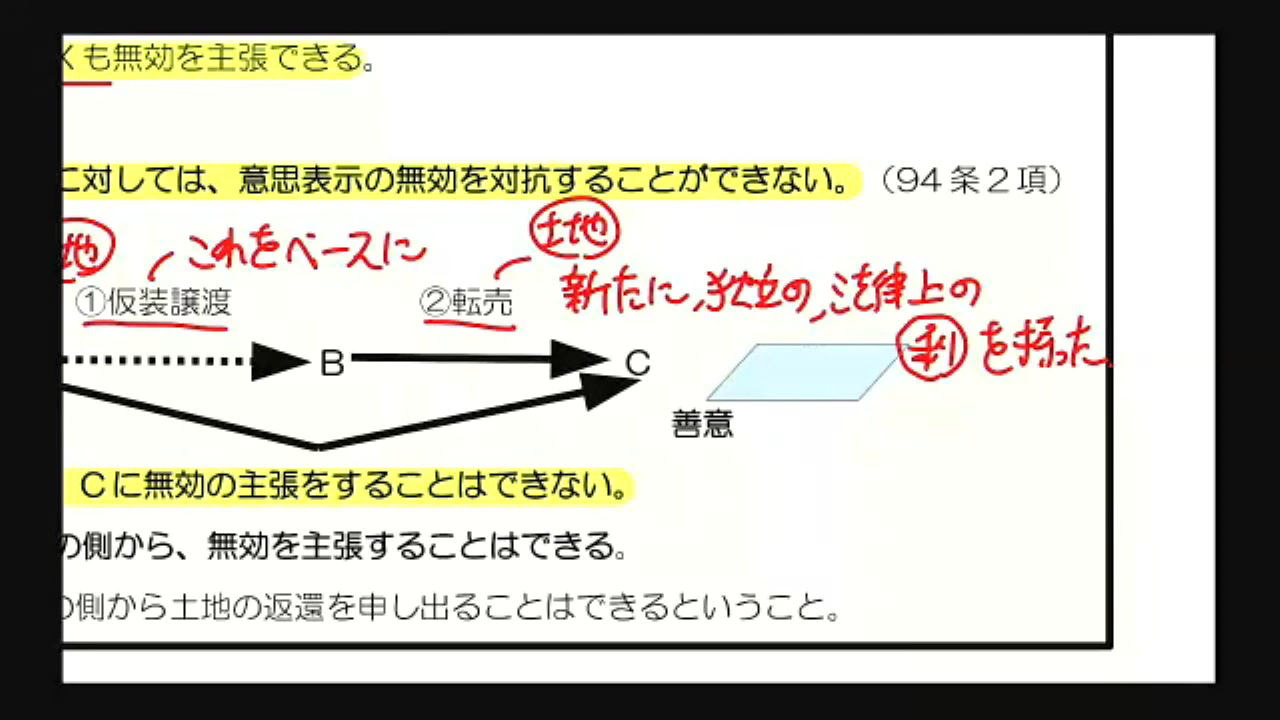 も無効を主張できる。
に対しては、意思表示の無効を対抗することができない。（94条２項）
地 これをベースに 土地
①仮装譲渡 ②転売 新たに、独立の、法律上の
B C 利を採った
善意
Cに無効の主張をすることはできない。
の側から、無効を主張することはできる。
の側から土地の返還を申し出ることはできるということ。